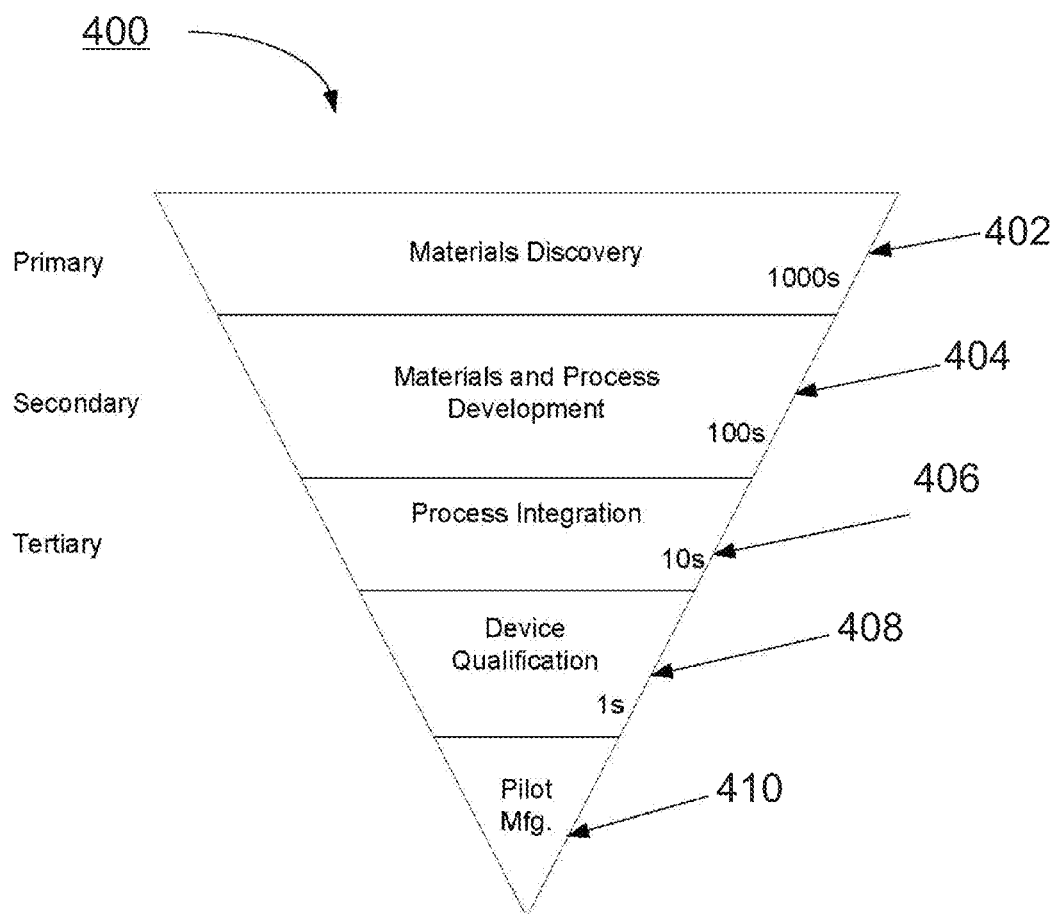 400
Materials Discovery
402
Primary
1000s
Materials and Process
Development
404
Secondary
100s
Process Integration
406
Tertiary
10s
Device
Qualification
408
1s
Pilot
Mfg.
410